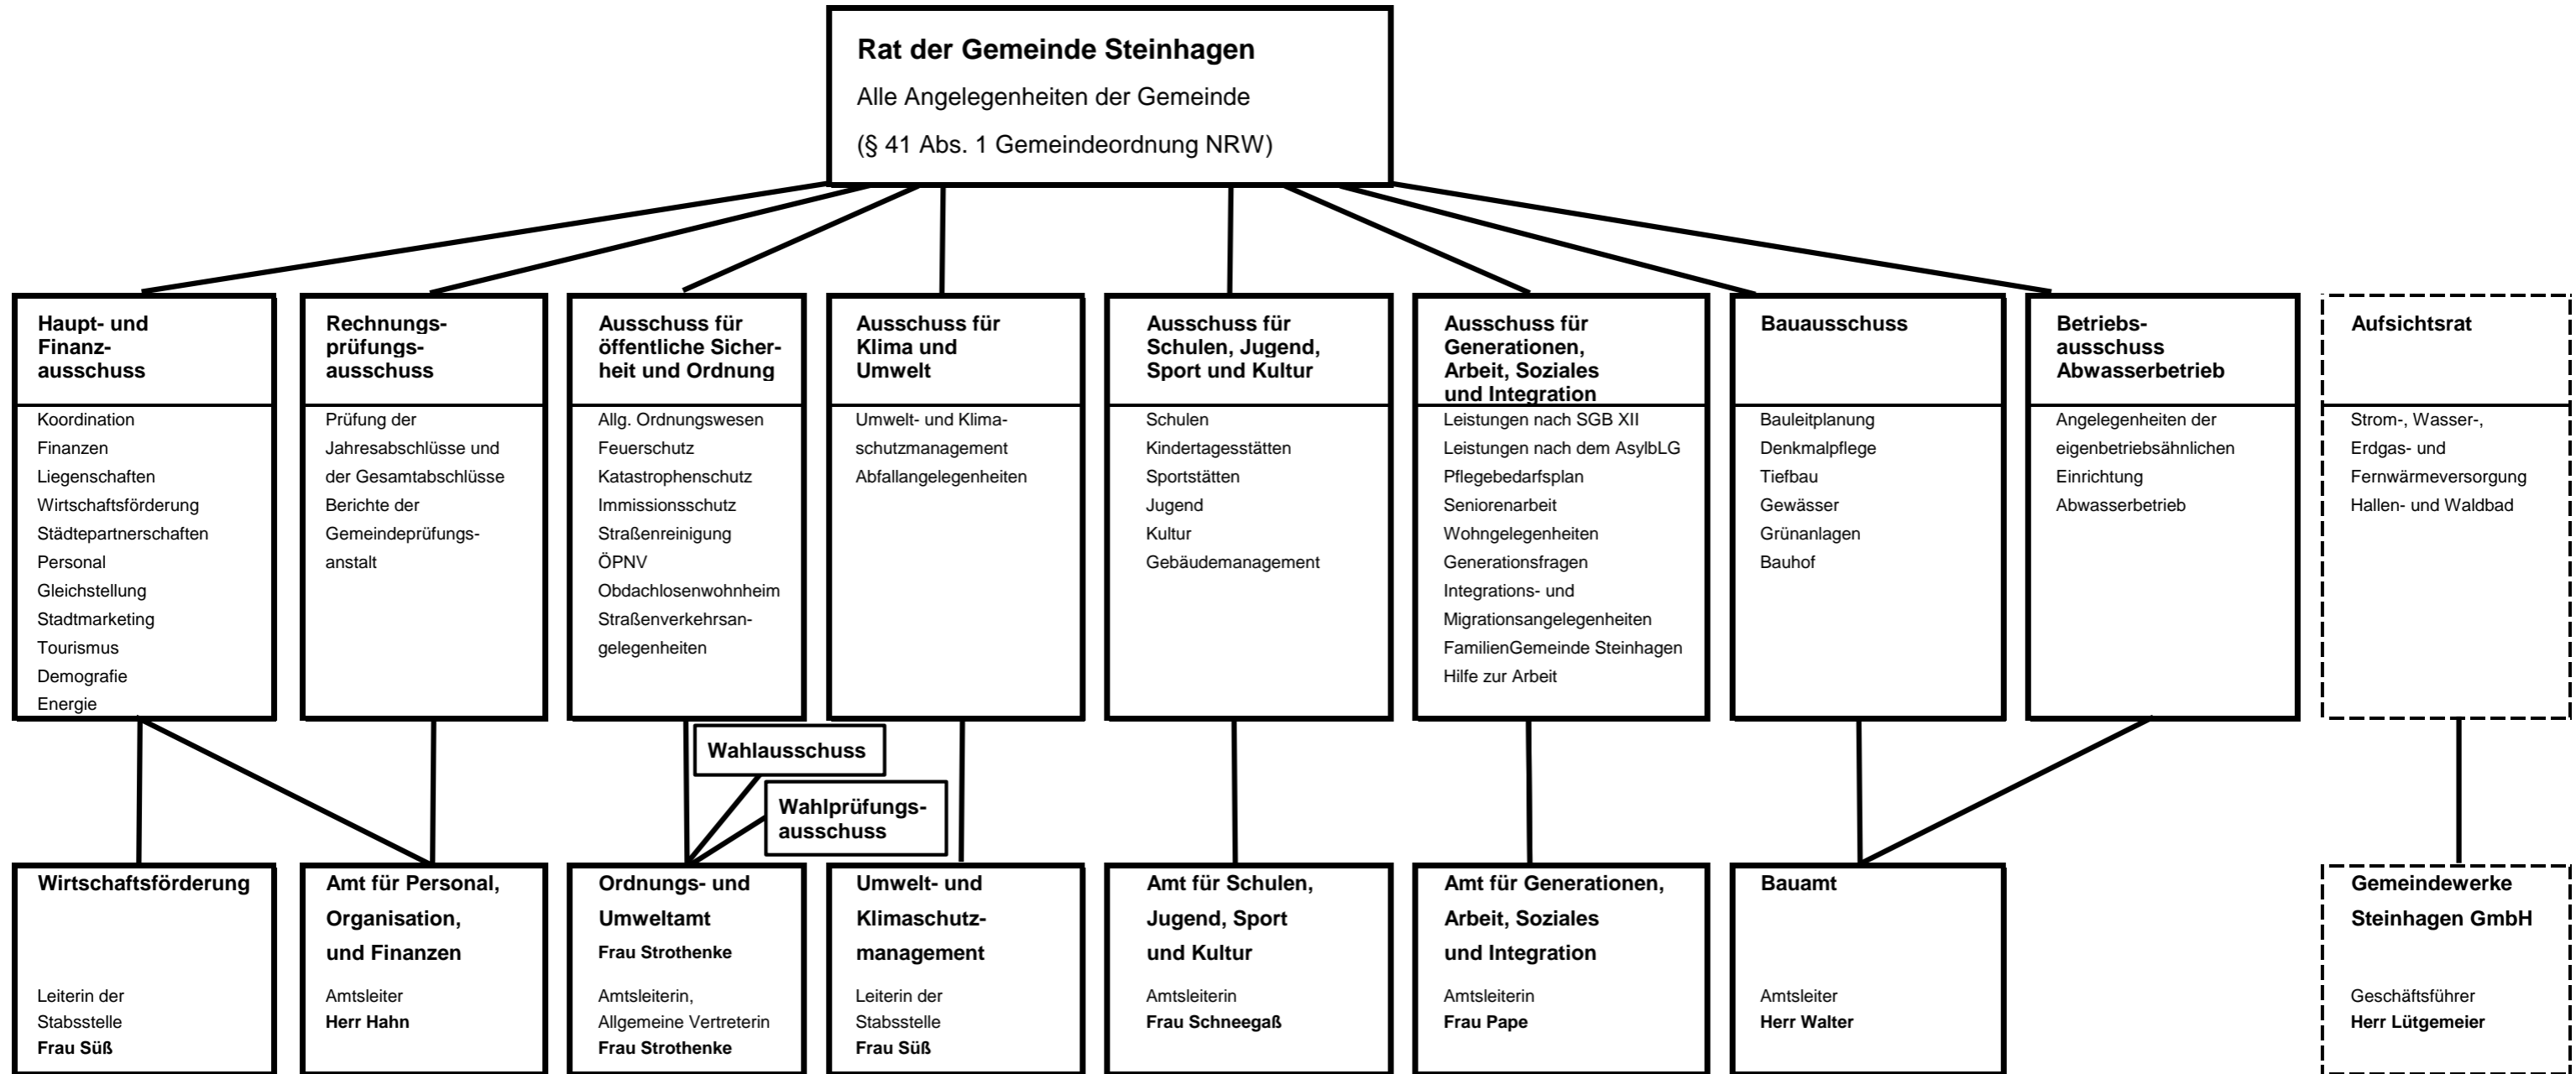 Rat der Gemeinde Steinhagen
Alle Angelegenheiten der Gemeinde
(§ 41 Abs. 1 Gemeindeordnung NRW)
Haupt- und
Finanz-
ausschuss
Koordination
Finanzen
Liegenschaften
Wirtschaftsförderung
Städtepartnerschaften
Personal
Gleichstellung
Stadtmarketing
Tourismus
Demografie
Energie
Rechnungs-
prüfungs-
ausschuss
Prüfung der
Jahresabschlüsse und
der Gesamtabschlüsse
Berichte der
Gemeindeprüfungs-
anstalt
Ausschuss für
öffentliche Sicher-
heit und Ordnung
Allg. Ordnungswesen
Feuerschutz
Katastrophenschutz
Immissionsschutz
Straßenreinigung
ÖPNV
Obdachlosenwohnheim
Straßenverkehrsan-
gelegenheiten
Ausschuss für
Klima und
Umwelt
Umwelt- und Klima-
schutzmanagement
Abfallangelegenheiten
Ausschuss für
Schulen, Jugend,
Sport und Kultur
Schulen
Kindertagesstätten
Sportstätten
Jugend
Kultur
Gebäudemanagement
Ausschuss für
Generationen,
Arbeit, Soziales
und Integration
Leistungen nach SGB XII
Leistungen nach dem AsylbLG
Pflegebedarfsplan
Seniorenarbeit
Wohngelegenheiten
Generationsfragen
Integrations- und
Migrationsangelegenheiten
FamilienGemeinde Steinhagen
Hilfe zur Arbeit
Bauausschuss
Bauleitplanung
Denkmalpflege
Tiefbau
Gewässer
Grünanlagen
Bauhof
Betriebs-
ausschuss
Abwasserbetrieb
Angelegenheiten der
eigenbetriebsähnlichen
Einrichtung
Abwasserbetrieb
Aufsichtsrat
Strom-, Wasser-,
Erdgas- und
Fernwärmeversorgung
Hallen- und Waldbad
Wahlausschuss
Wahlprüfungs-
ausschuss
Wirtschaftsförderung
Leiterin der
Stabsstelle
Frau Süß
Amt für Personal,
Organisation,
und Finanzen
Amtsleiter
Herr Hahn
Ordnungs- und
Umweltamt
Frau Strothenke
Amtsleiterin,
Allgemeine Vertreterin
Frau Strothenke
Umwelt- und
Klimaschutz-
management
Leiterin der
Stabsstelle
Frau Süß
Amt für Schulen,
Jugend, Sport
und Kultur
Amtsleiterin
Frau Schneegaß
Amt für Generationen,
Arbeit, Soziales
und Integration
Amtsleiterin
Frau Pape
Bauamt
Amtsleiter
Herr Walter
Gemeindewerke
Steinhagen GmbH
Geschäftsführer
Herr Lütgemeier